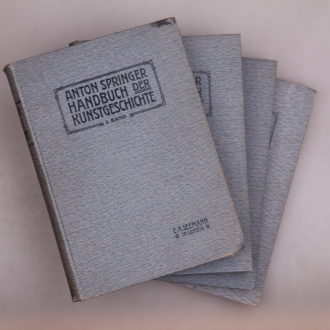 ANTON SPRINGER
HANDBUCH DER
KUNSTGESCHICHTE
I. BAND
E. A. SEEMANN
IN LEIPZIG